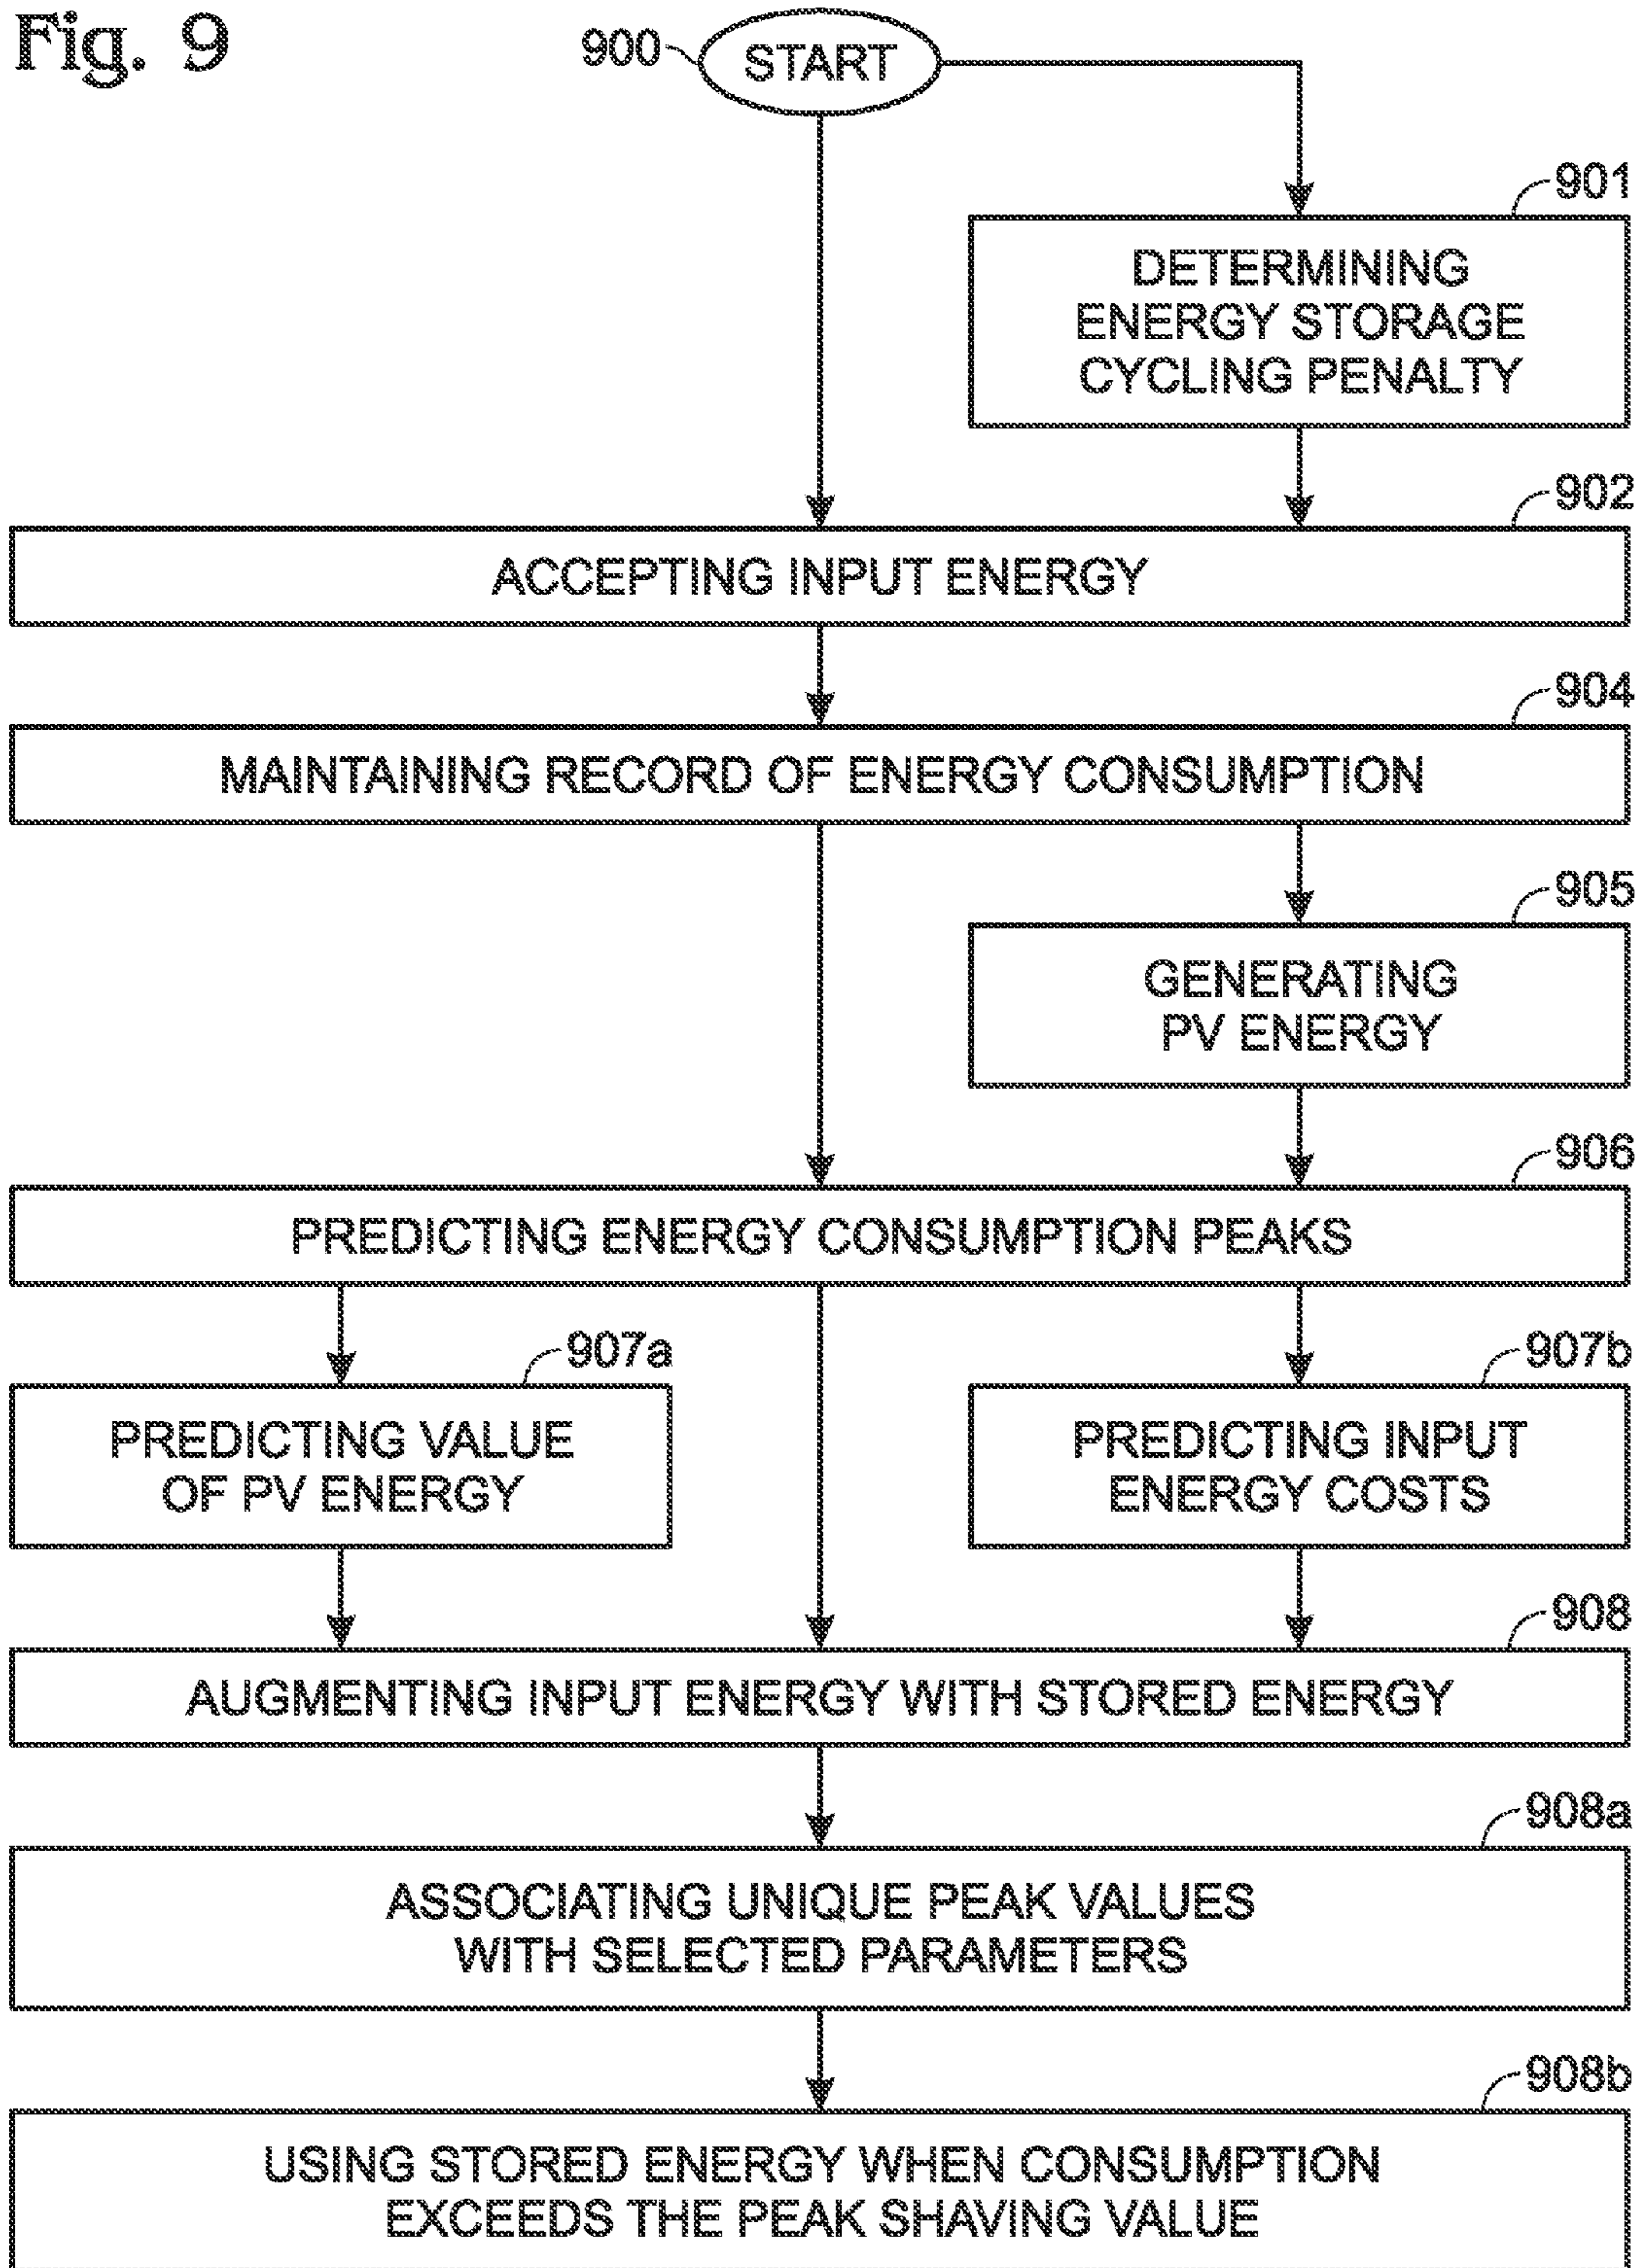 Fig. 9
900
START
901
DETERMINING
ENERGY STORAGE
CYCLING PENALTY
902
ACCEPTING INPUT ENERGY
904
MAINTAINING RECORD OF ENERGY CONSUMPTION
905
GENERATING
PV ENERGY
906
PREDICTING ENERGY CONSUMPTION PEAKS
907a
PREDICTING VALUE
OF PV ENERGY
907b
PREDICTING INPUT
ENERGY COSTS
908
AUGMENTING INPUT ENERGY WITH STORED ENERGY
908a
ASSOCIATING UNIQUE PEAK VALUES
WITH SELECTED PARAMETERS
908b
USING STORED ENERGY WHEN CONSUMPTION
EXCEEDS THE PEAK SHAVING VALUE